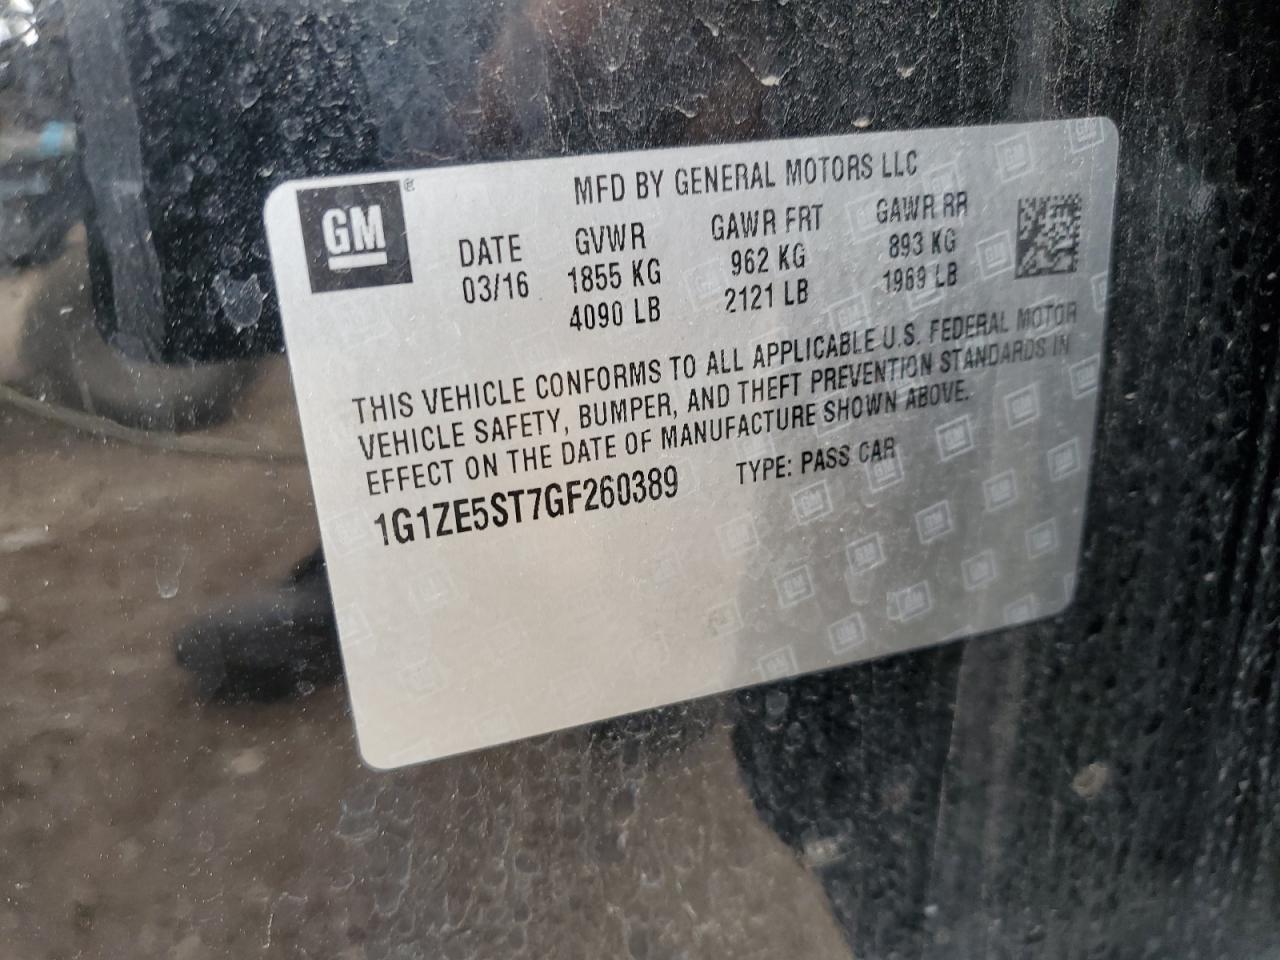 GM
MFD BY GENERAL MOTORS LLC
DATE GVWR GAWR FRT GAWR RR
03/16 1855 KG 962 KG 893 KG
4090 LB 2121 LB 1969 LB
THIS VEHICLE CONFORMS TO ALL APPLICABLE U.S. FEDERAL MOTOR
VEHICLE SAFETY, BUMPER, AND THEFT PREVENTION STANDARDS IN
EFFECT ON THE DATE OF MANUFACTURE SHOWN ABOVE.
1G1ZE5ST7GF260389 TYPE: PASS CAR